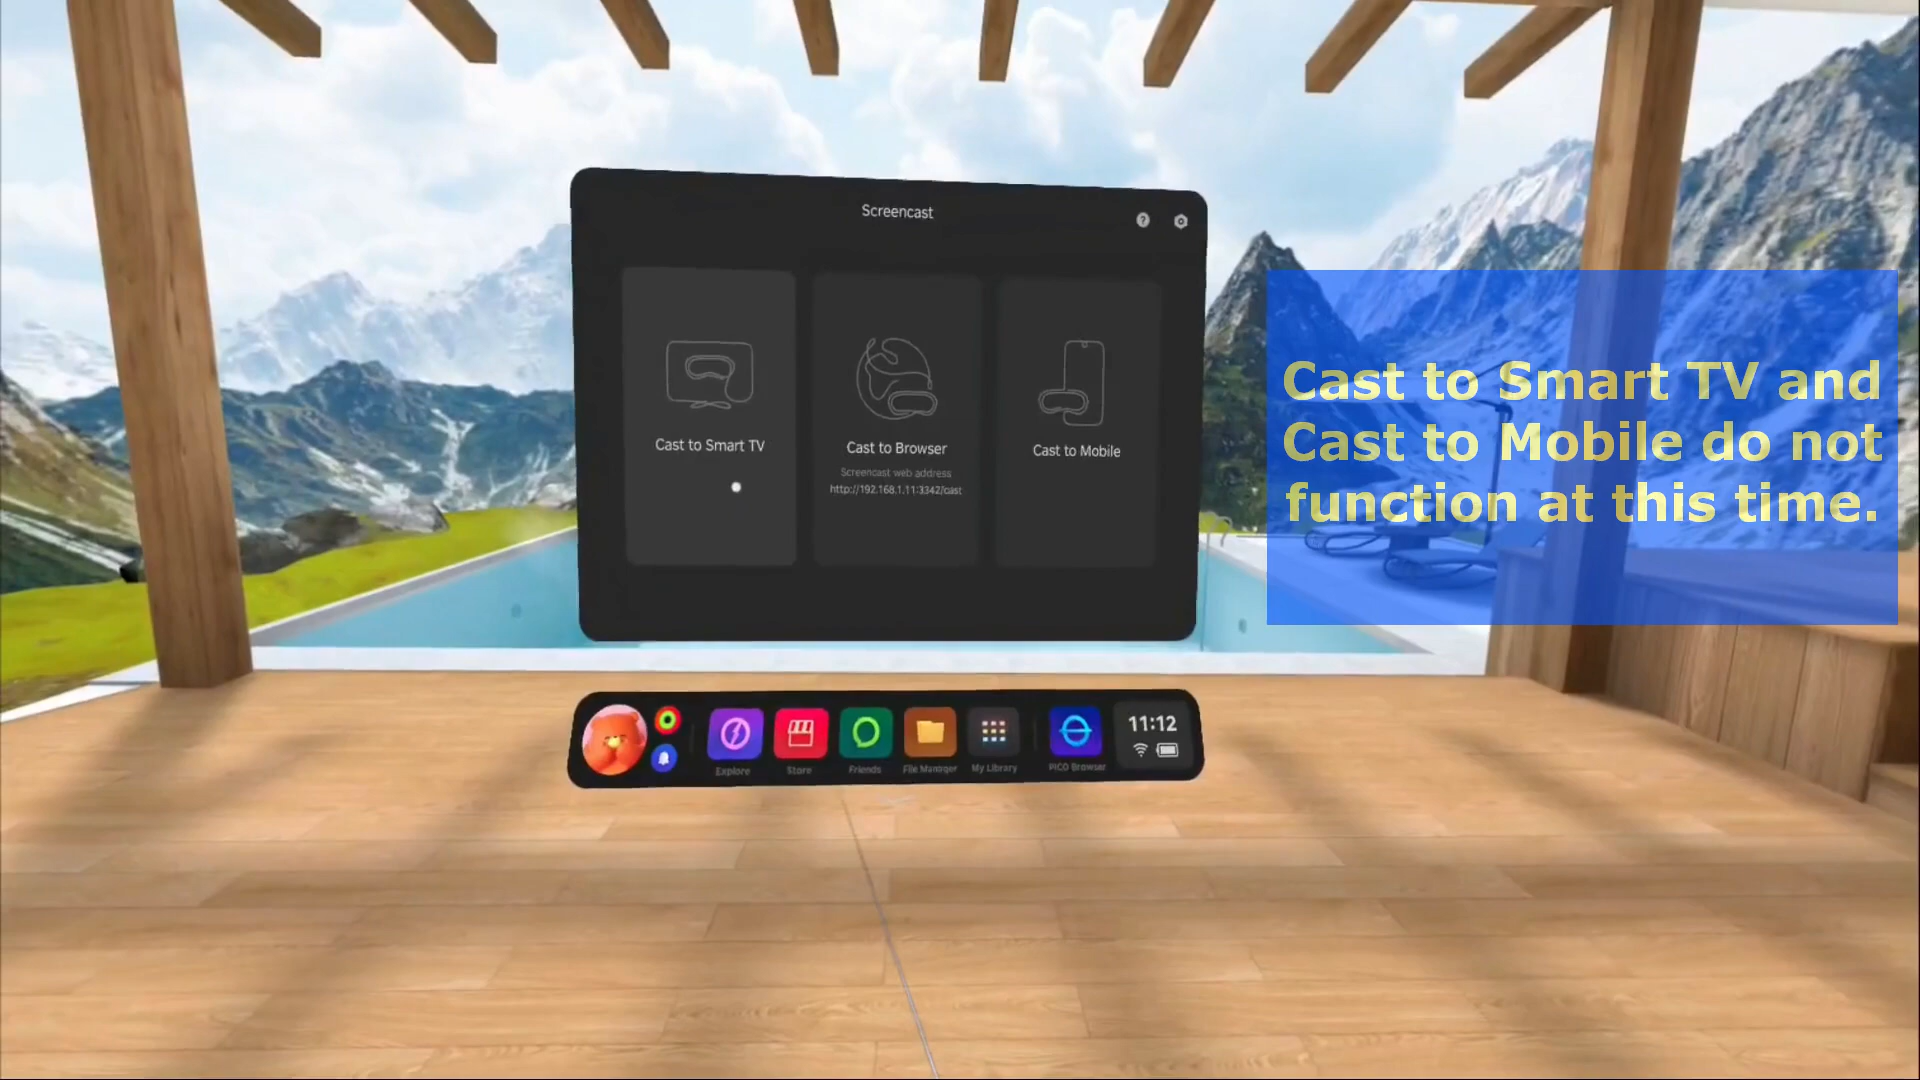 Screencast
Cast to Smart TV
Cast to Browser
Screencast web address
http://192.168.1.11:3342/cast
Cast to Mobile
Cast to Smart TV and
Cast to Mobile do not
function at this time.
Explore
Store
Friends
File Manager
My Library
PICO Browser
11:12